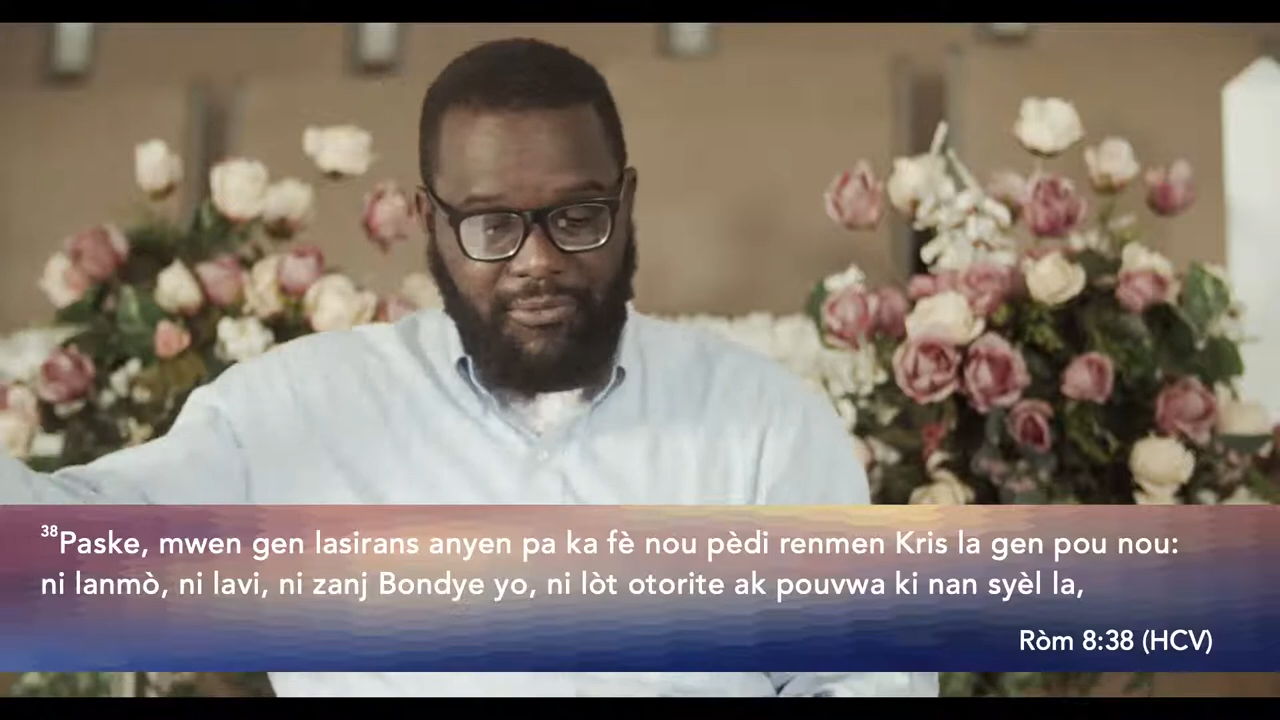 38Paske, mwen gen lasirans anyen pa ka fè nou pèdi renmen Kris la gen pou nou:
ni lanmò, ni lavi, ni zanj Bondye yo, ni lòt otorite ak pouvwa ki nan syèl la,
Ròm 8:38 (HCV)